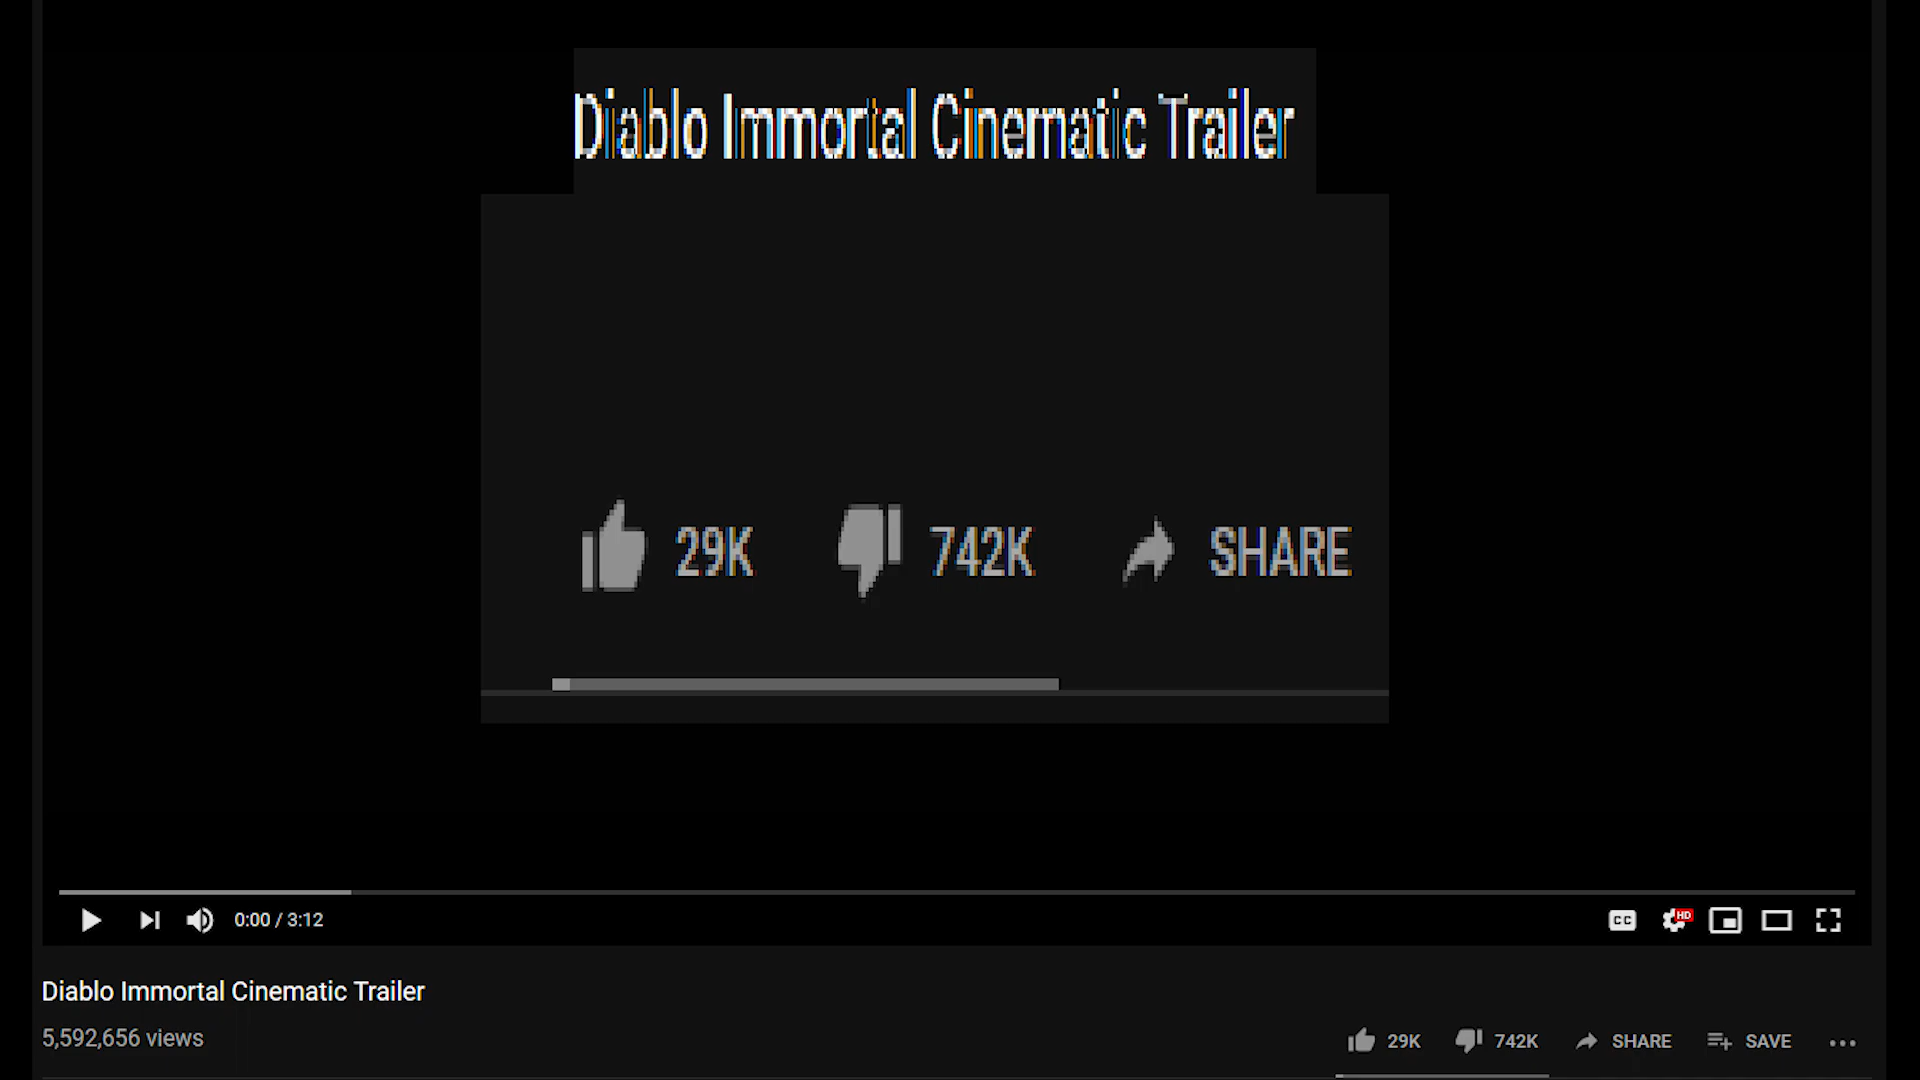 Diablo Immortal Cinematic Trailer
29K 742K SHARE
0:00 / 3:12 CC HD
Diablo Immortal Cinematic Trailer
5,592,656 views
29K 742K SHARE SAVE